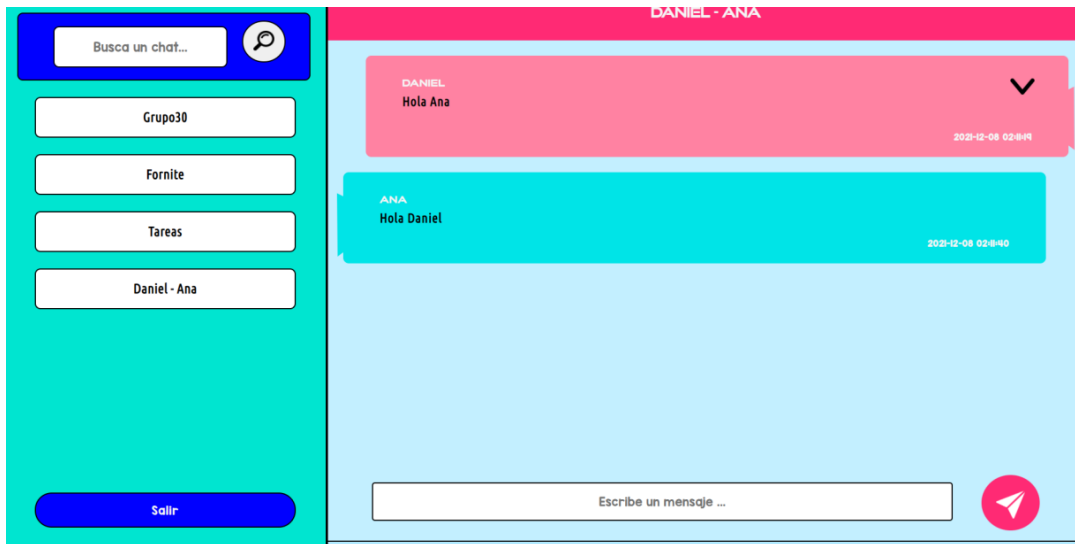 Busca un chat...
Grupo30
Fornite
Tareas
Daniel - Ana
Salir
DANIEL - ANA
DANIEL
Hola Ana
2021-12-08 02:11:19
ANA
Hola Daniel
2021-12-08 02:11:40
Escribe un mensaje ...